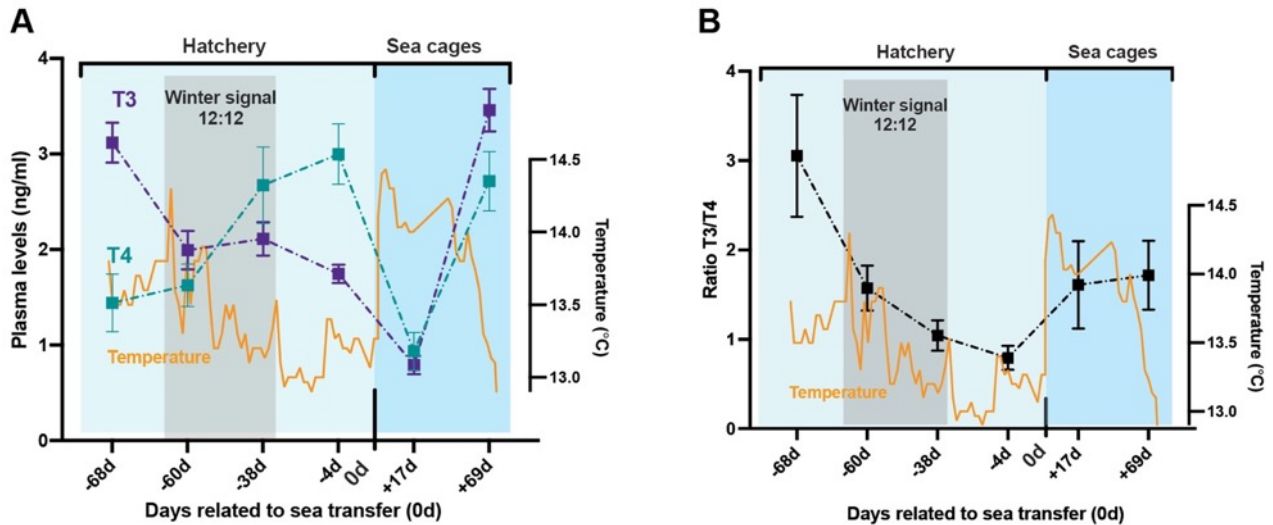 A
Hatchery
Sea cages
Winter signal
12:12
T3
T4
Temperature
Plasma levels (ng/ml)
4
3
2
1
0
14.5
14.0
13.5
13.0
Temperature (°C)
-68d
-60d
-38d
-4d
0d
+17d
+69d
Days related to sea transfer (0d)
B
Hatchery
Sea cages
Winter signal
12:12
Temperature
Ratio T3/T4
4
3
2
1
0
14.5
14.0
13.5
13.0
Temperature (°C)
-68d
-60d
-38d
-4d
0d
+17d
+69d
Days related to sea transfer (0d)